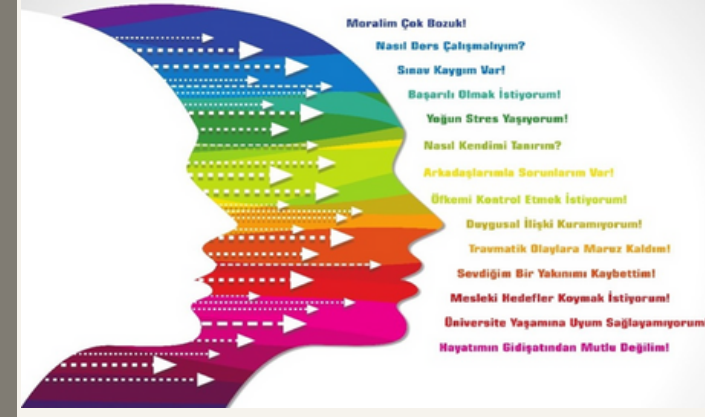 Moralim Çok Bozuk!
Nasıl Ders Çalışmalıyım?
Sınav Kaygım Var!
Başarılı Olmak İstiyorum!
Yoğun Stres Yaşıyorum!
Nasıl Kendimi Tanırım?
Arkadaşlarımla Sorunlarım Var!
Öfkemi Kontrol Etmek İstiyorum!
Duygusal İlişki Kuramıyorum!
Travmatik Olaylara Maruz Kaldım!
Sevdiğim Bir Yakınımı Kaybettim!
Mesleki Hedefler Koymak İstiyorum!
Üniversite Yaşamına Uyum Sağlayamıyorum!
Hayatımın Gidişatından Mutlu Değilim!